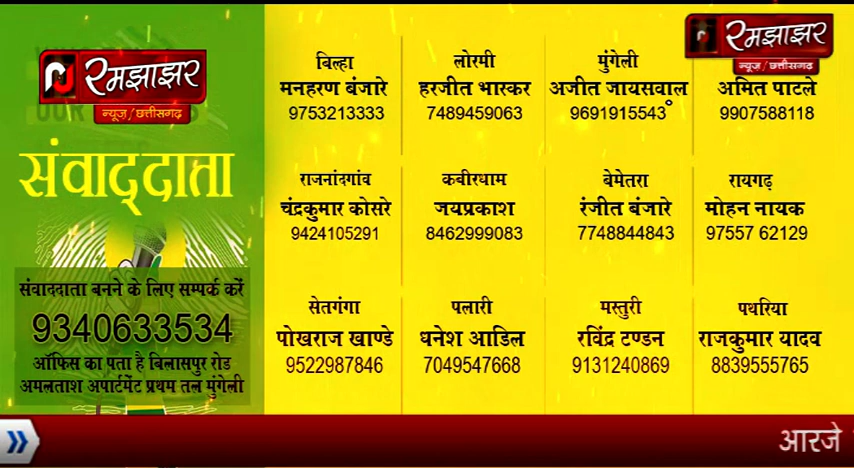 रमझाझर
न्यूज़/छत्तीसगढ़
संवाददाता
संवाददाता बनने के लिए सम्पर्क करें
9340633534
ऑफिस का पता है बिलासपुर रोड
अमलताश अपार्टमेंट प्रथम तल मुंगेली
बिल्हा
मनहरण बंजारे
9753213333
लोरमी
हरजीत भास्कर
7489459063
मुंगेली
अजीत जायसवाल
9691915543
रमझाझर
न्यूज़/छत्तीसगढ़
अमित पाटले
9907588118
राजनांदगांव
चंद्रकुमार कोसरे
9424105291
कबीरधाम
जयप्रकाश
8462999083
बेमेतरा
रंजीत बंजारे
7748844843
रायगढ़
मोहन नायक
97557 62129
सेतगंगा
पोखराज खाण्डे
9522987846
पलारी
धनेश आडिल
7049547668
मस्तुरी
रविंद्र टण्डन
9131240869
पथरिया
राजकुमार यादव
8839555765
आरजे